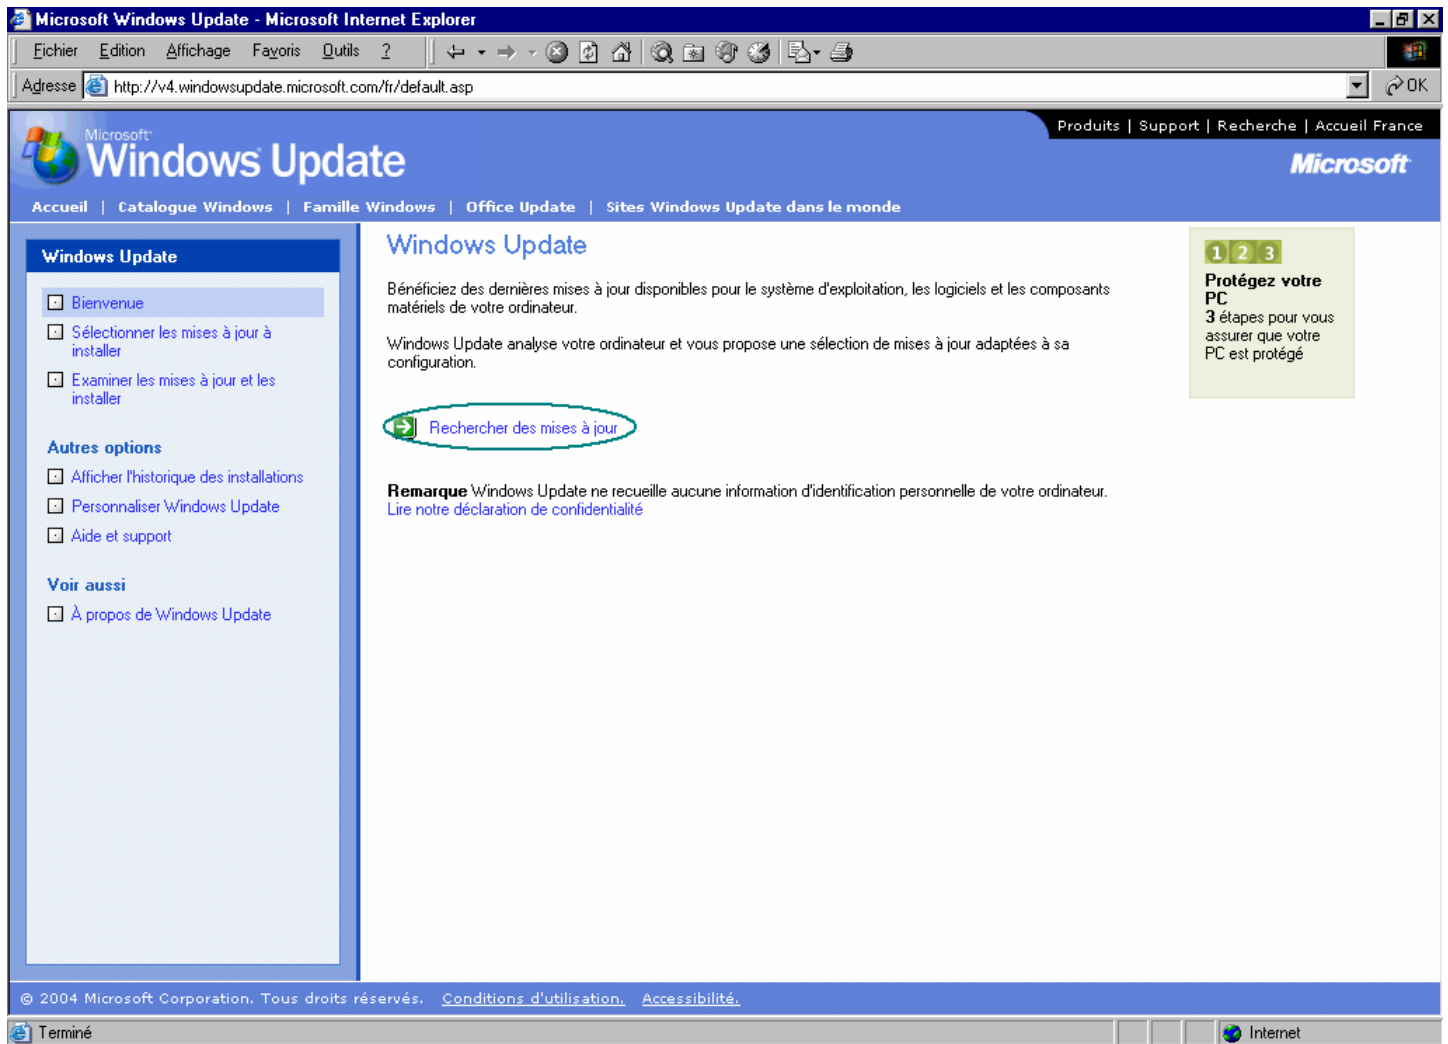 Microsoft Windows Update - Microsoft Internet Explorer
Fichier Edition Affichage Favoris Outils ?
Adresse http://v4.windowsupdate.microsoft.com/fr/default.asp OK
Produits | Support | Recherche | Accueil France
Microsoft
Windows Update
Microsoft
Accueil | Catalogue Windows | Famille Windows | Office Update | Sites Windows Update dans le monde
Windows Update
Bienvenue
Sélectionner les mises à jour à
installer
Examiner les mises à jour et les
installer
Autres options
Afficher l'historique des installations
Personnaliser Windows Update
Aide et support
Voir aussi
À propos de Windows Update
Windows Update
Bénéficiez des dernières mises à jour disponibles pour le système d'exploitation, les logiciels et les composants
matériels de votre ordinateur.
Windows Update analyse votre ordinateur et vous propose une sélection de mises à jour adaptées à sa
configuration.
Rechercher des mises à jour
Remarque Windows Update ne recueille aucune information d'identification personnelle de votre ordinateur.
Lire notre déclaration de confidentialité
1 2 3
Protégez votre
PC
3 étapes pour vous
assurer que votre
PC est protégé
© 2004 Microsoft Corporation. Tous droits réservés. Conditions d'utilisation. Accessibilité.
Terminé Internet